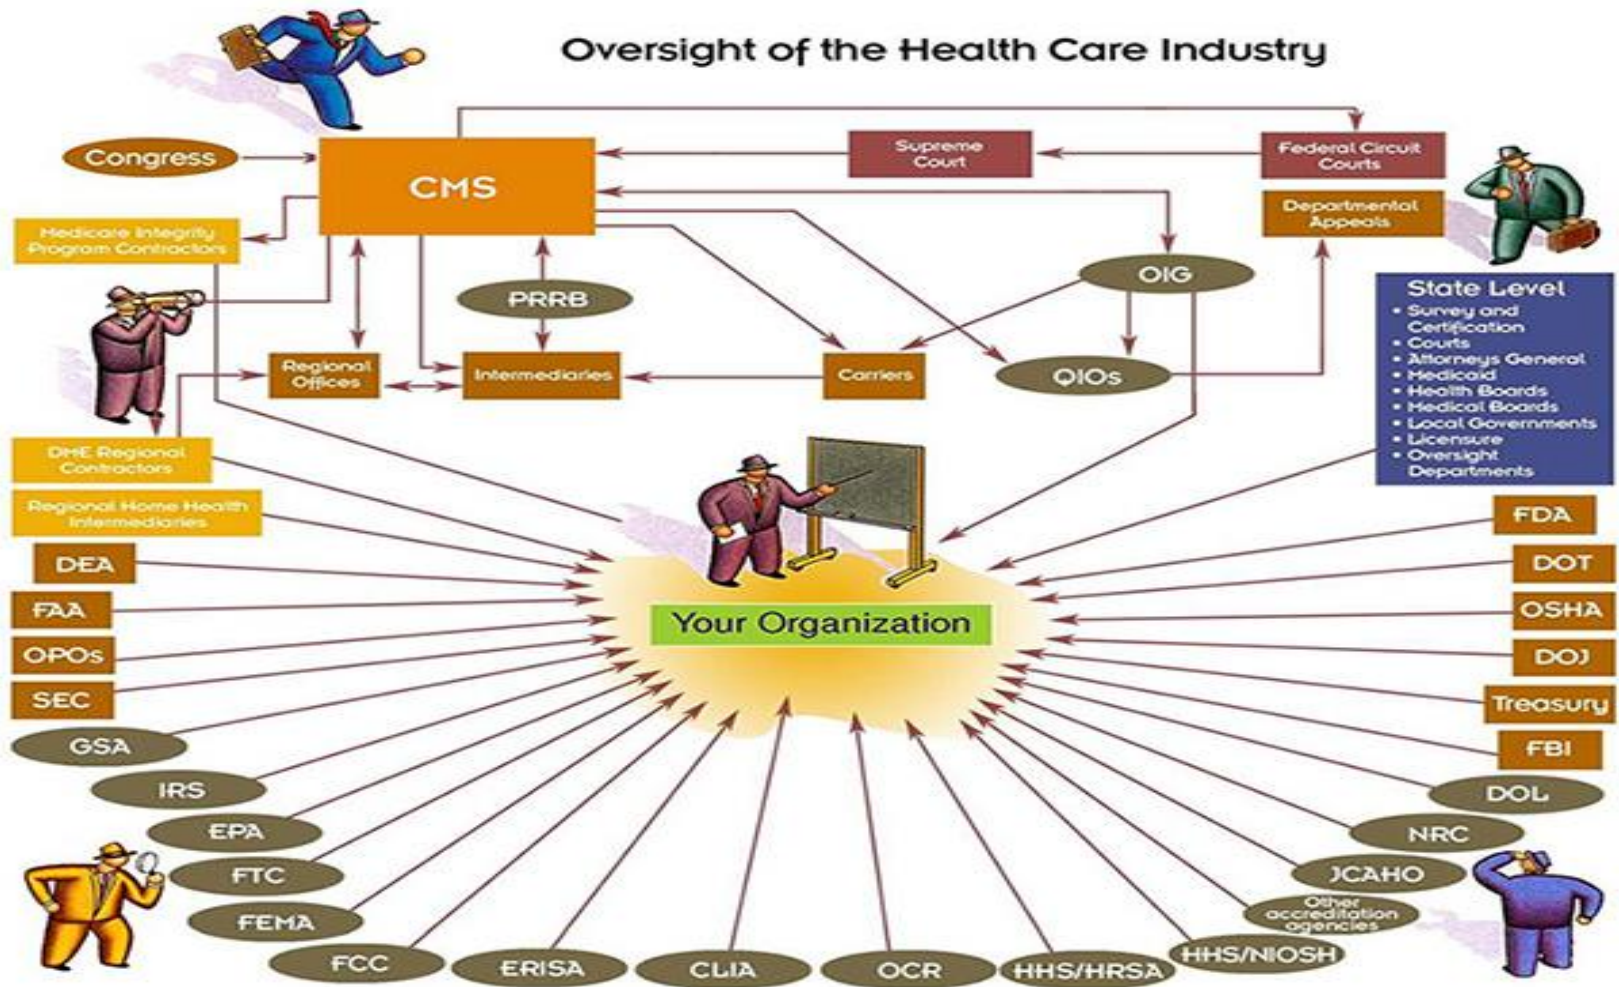 Oversight of the Health Care Industry
Congress
CMS
Supreme
Court
Federal Circuit
Courts
Departmental
Appeals
Medicare Integrity
Program Contractors
OIG
PRRB
State Level
• Survey and
Certification
• Courts
• Attorneys General
• Medicaid
• Health Boards
• Medical Boards
• Local Governments
• Licensure
• Oversight
Departments
Regional
Offices
Intermediaries
Carriers
QIOs
DME Regional
Contractors
Regional Home Health
Intermediaries
DEA
FAA
OPOs
SEC
GSA
IRS
EPA
FTC
FEMA
FCC
ERISA
CLIA
OCR
HHS/HRSA
HHS/NIOSH
Other
accreditation
agencies
JCAHO
NRC
DOL
FBI
Treasury
DOJ
OSHA
DOT
FDA
Your Organization